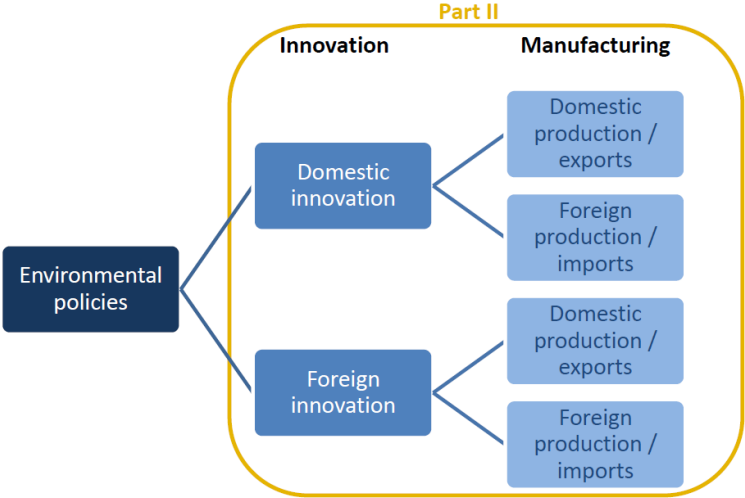 Part II
Innovation
Manufacturing
Environmental
policies
Domestic
innovation
Domestic
production /
exports
Foreign
production /
imports
Foreign
innovation
Domestic
production /
exports
Foreign
production /
imports